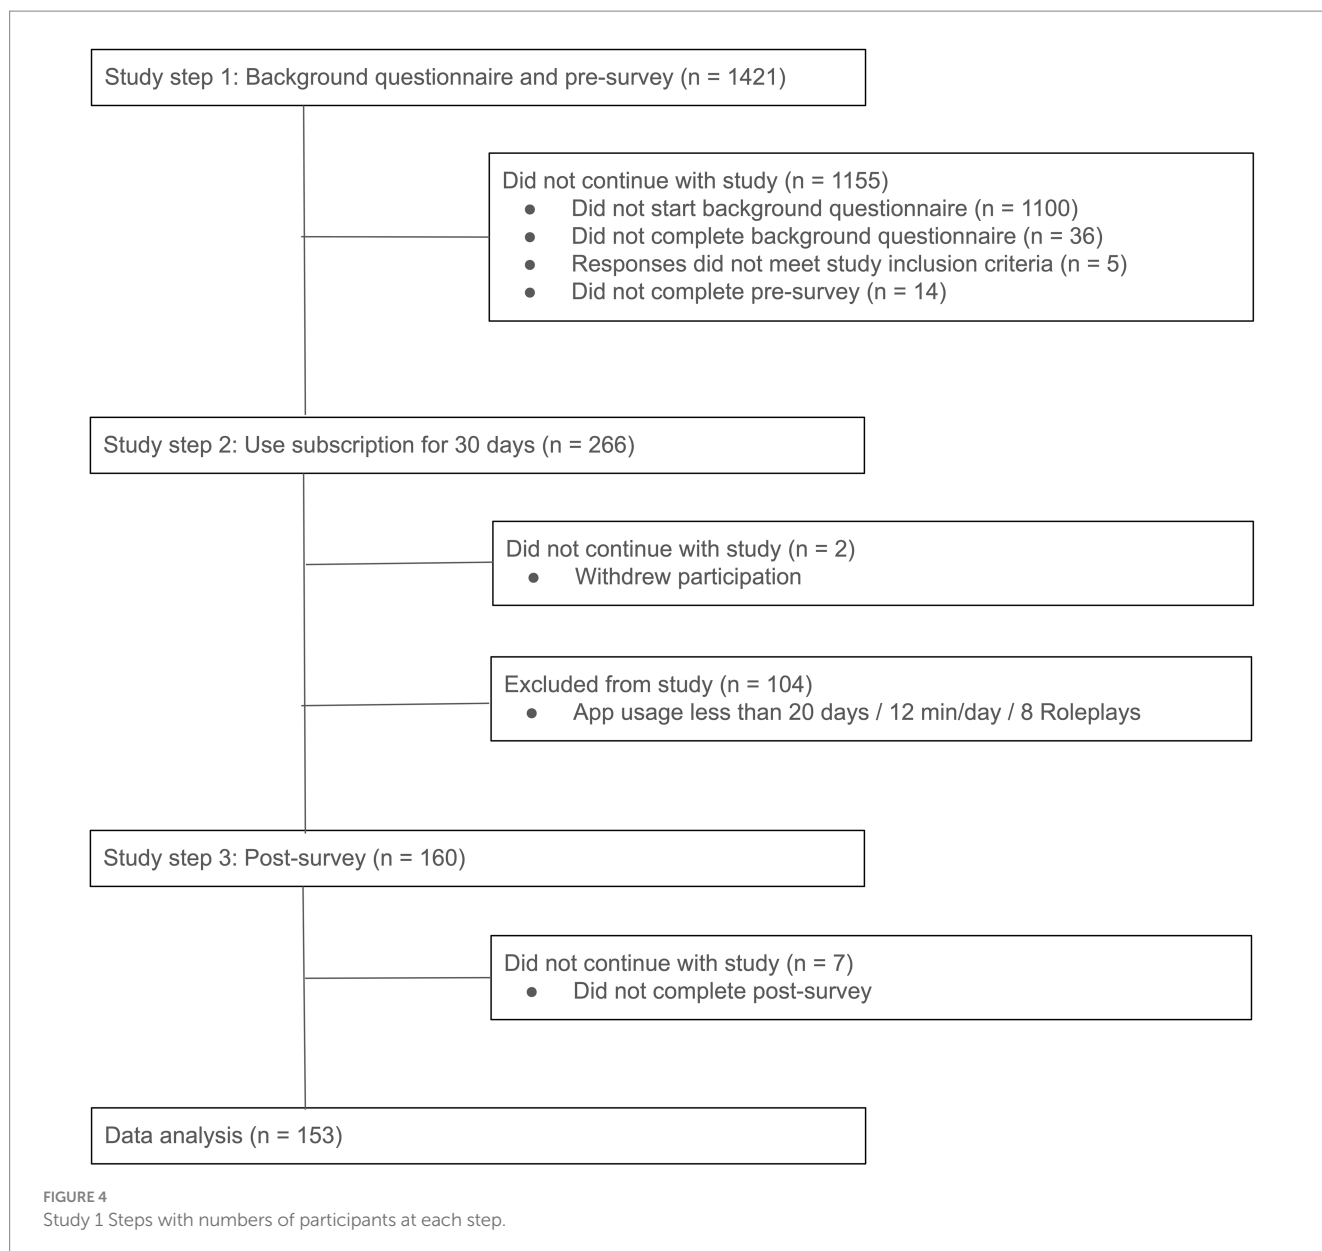 Study step 1: Background questionnaire and pre-survey (n = 1421)
Did not continue with study (n = 1155)
● Did not start background questionnaire (n = 1100)
● Did not complete background questionnaire (n = 36)
● Responses did not meet study inclusion criteria (n = 5)
● Did not complete pre-survey (n = 14)
Study step 2: Use subscription for 30 days (n = 266)
Did not continue with study (n = 2)
● Withdrew participation
Excluded from study (n = 104)
● App usage less than 20 days / 12 min/day / 8 Roleplays
Study step 3: Post-survey (n = 160)
Did not continue with study (n = 7)
● Did not complete post-survey
Data analysis (n = 153)
FIGURE 4
Study 1 Steps with numbers of participants at each step.